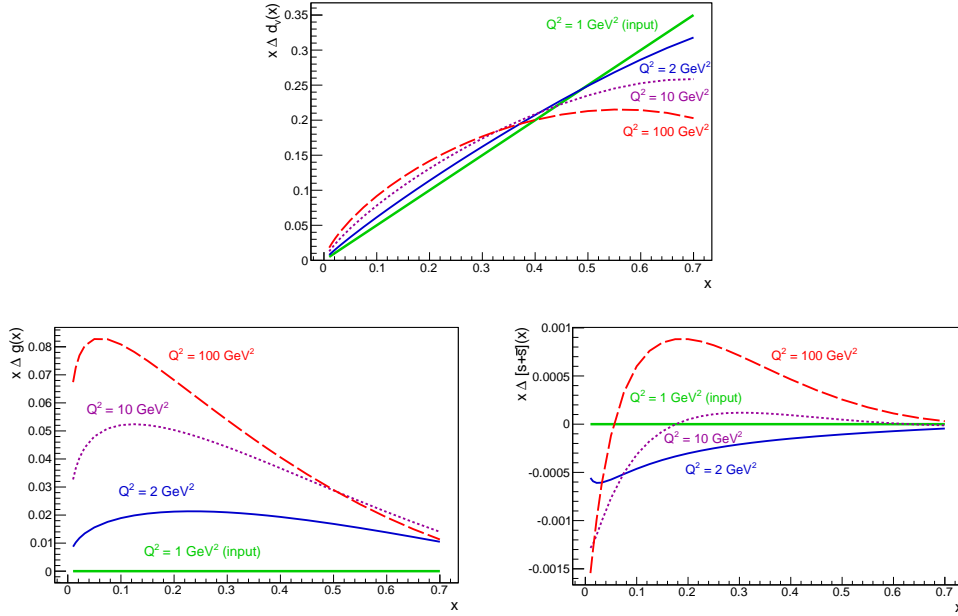 x Δ d_v(x)
0.35
0.3
0.25
0.2
0.15
0.1
0.05
0
Q² = 1 GeV² (input)
Q² = 2 GeV²
Q² = 10 GeV²
Q² = 100 GeV²
0 0.1 0.2 0.3 0.4 0.5 0.6 0.7
x
x Δ g(x)
0.08
0.07
0.06
0.05
0.04
0.03
0.02
0.01
0
Q² = 100 GeV²
Q² = 10 GeV²
Q² = 2 GeV²
Q² = 1 GeV² (input)
0 0.1 0.2 0.3 0.4 0.5 0.6 0.7
x
x Δ [s+s̅](x)
0.001
0.0005
0
-0.0005
-0.001
-0.0015
Q² = 100 GeV²
Q² = 1 GeV² (input)
Q² = 10 GeV²
Q² = 2 GeV²
0 0.1 0.2 0.3 0.4 0.5 0.6 0.7
x